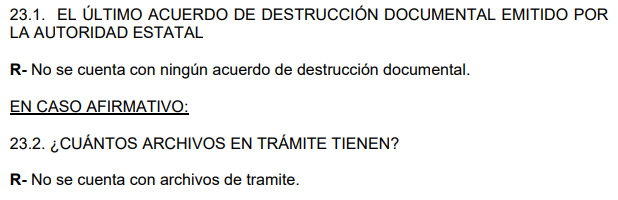 23.1. EL ÚLTIMO ACUERDO DE DESTRUCCIÓN DOCUMENTAL EMITIDO POR
LA AUTORIDAD ESTATAL
R- No se cuenta con ningún acuerdo de destrucción documental.
EN CASO AFIRMATIVO:
23.2. ¿CUÁNTOS ARCHIVOS EN TRÁMITE TIENEN?
R- No se cuenta con archivos de tramite.